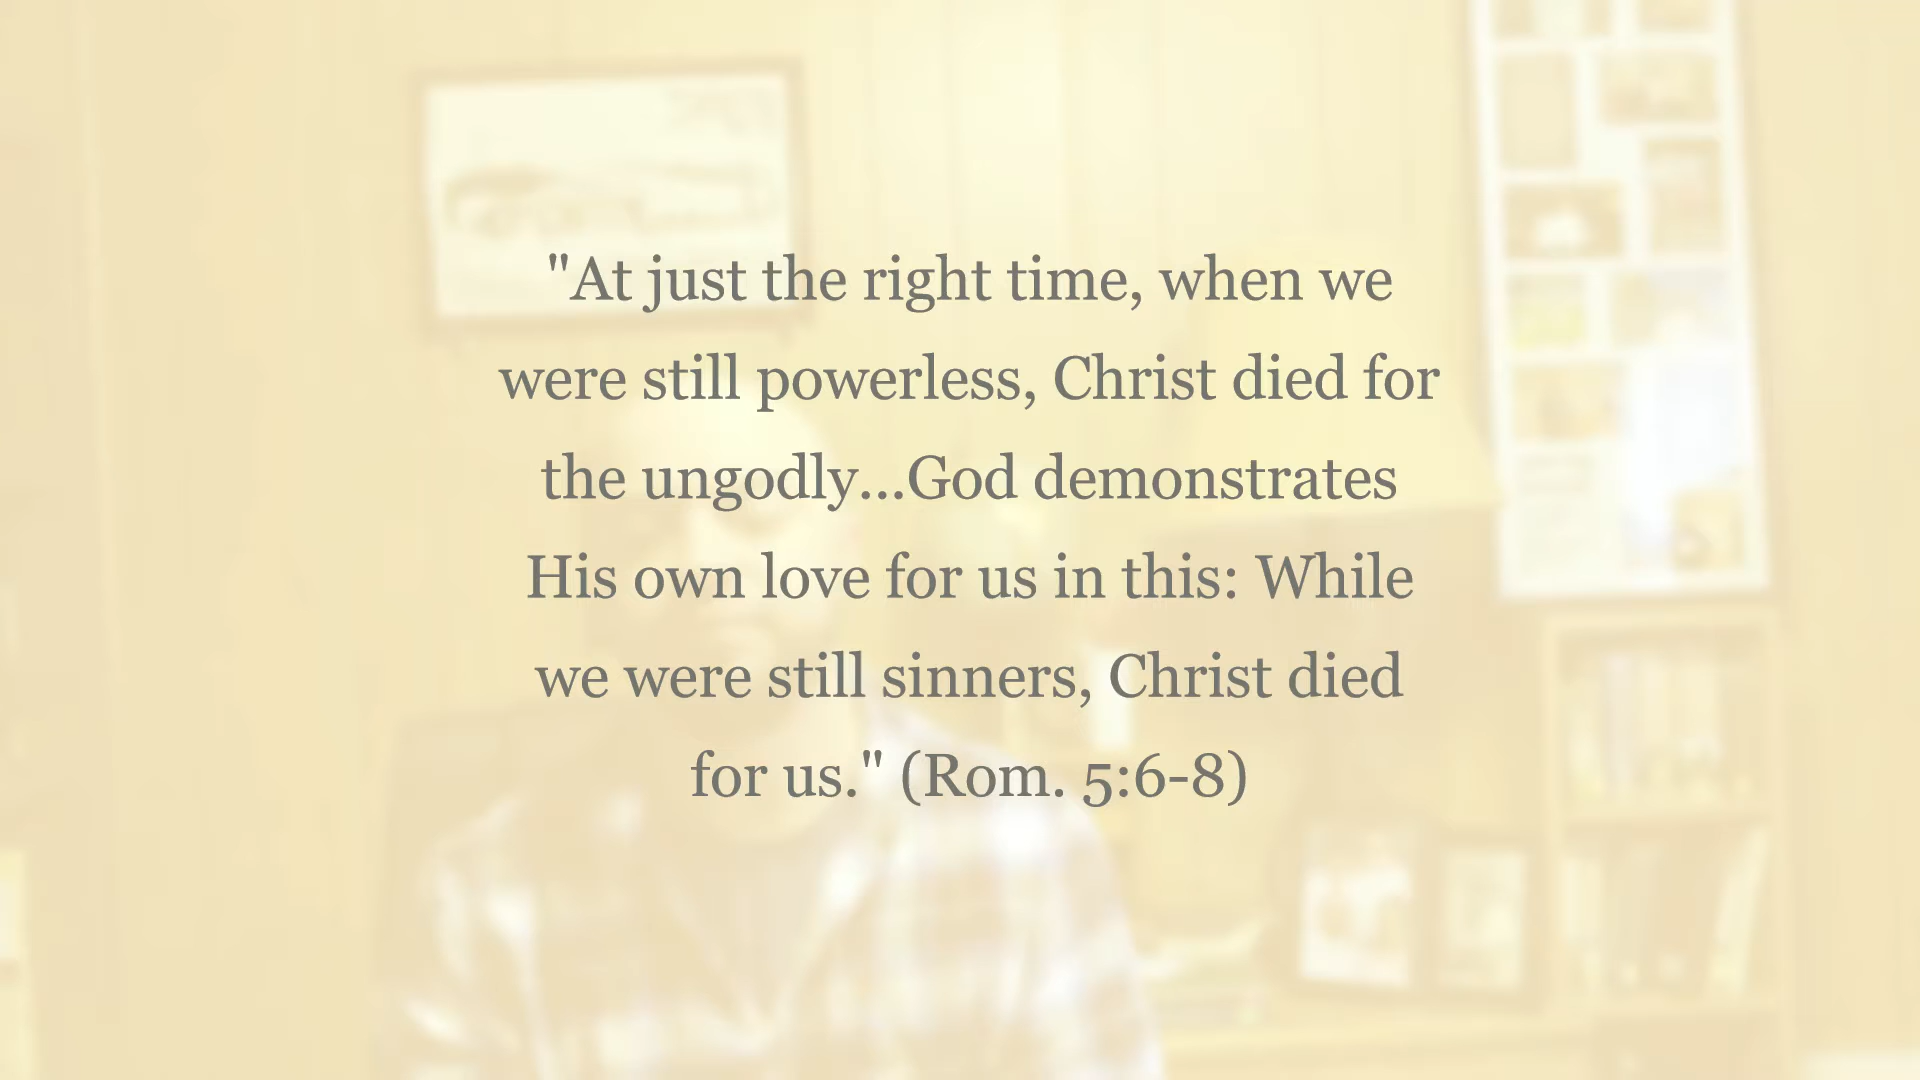 "At just the right time, when we
were still powerless, Christ died for
the ungodly...God demonstrates
His own love for us in this: While
we were still sinners, Christ died
for us." (Rom. 5:6-8)